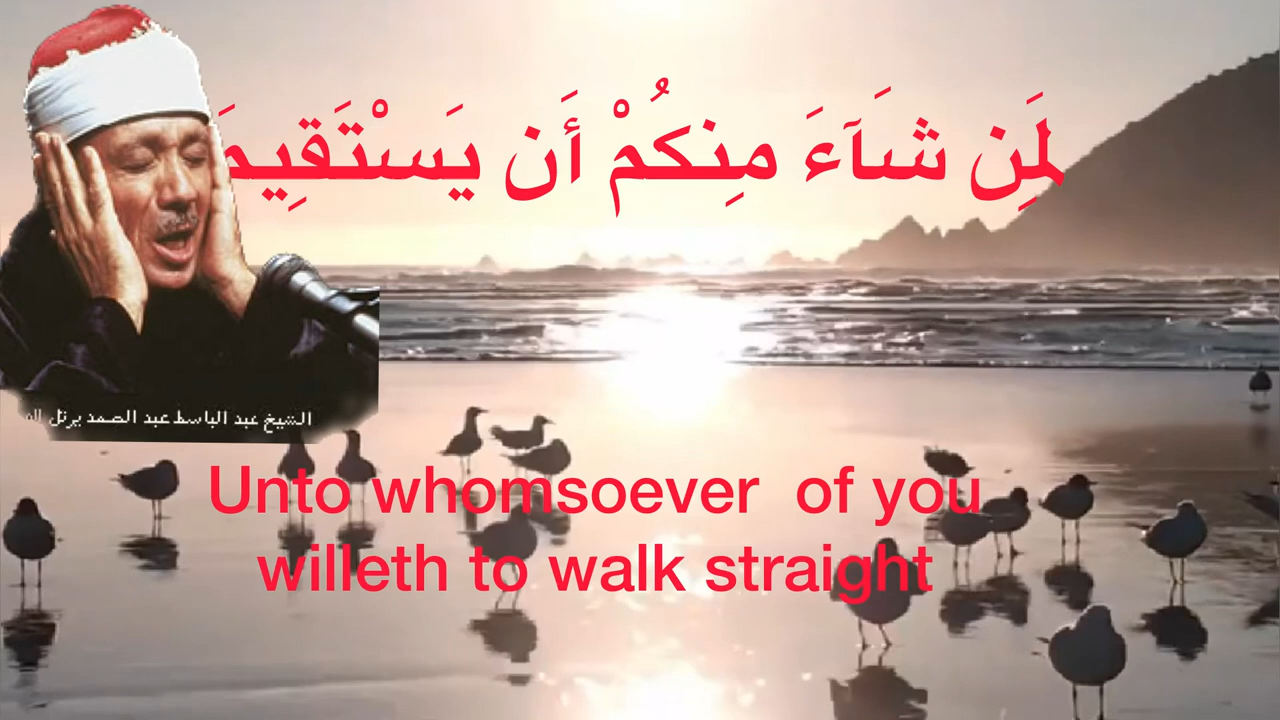 لِمَن شَآءَ مِنكُمْ أَن يَسْتَقِيمَ
الشيخ عبد الباسط عبد الصمد يرتل
Unto whomsoever of you
willeth to walk straight